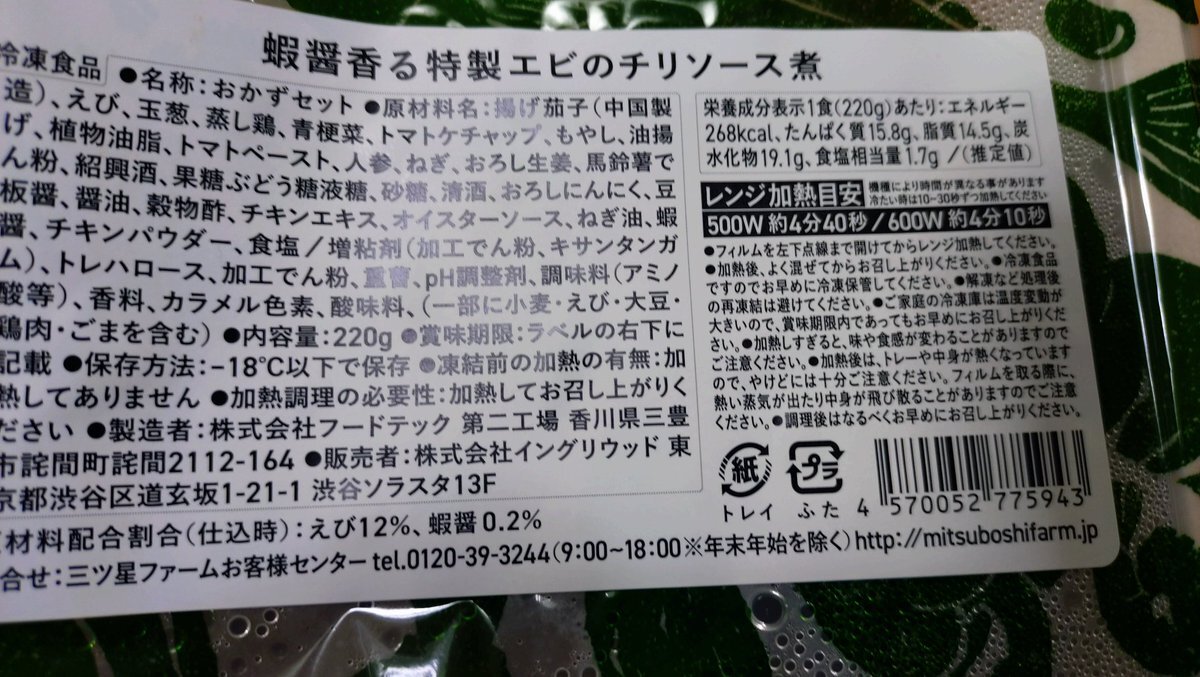 蝦醤香る特製エビのチリソース煮
冷凍食品 ●名称:おかずセット ●原材料名:揚げ茄子(中国製
造)、えび、玉葱、蒸し鶏、青梗菜、トマトケチャップ、もやし、油揚
げ、植物油脂、トマトペースト、人参、ねぎ、おろし生姜、馬鈴薯で
ん粉、紹興酒、果糖ぶどう糖液糖、砂糖、清酒、おろしにんにく、豆
板醤、醤油、穀物酢、チキンエキス、オイスターソース、ねぎ油、蝦
醤、チキンパウダー、食塩/増粘剤(加工でん粉、キサンタンガ
ム)、トレハロース、加工でん粉、重曹、pH調整剤、調味料(アミノ
酸等)、香料、カラメル色素、酸味料、(一部に小麦・えび・大豆・
鶏肉・ごまを含む) ●内容量:220g ●賞味期限:ラベルの右下に
記載 ●保存方法:-18℃以下で保存 ●凍結前の加熱の有無:加
熱してありません ●加熱調理の必要性:加熱してお召し上がりく
ださい ●製造者:株式会社フードテック 第二工場 香川県三豊
市詫間町詫間2112-164 ●販売者:株式会社イングリウッド 東
京都渋谷区道玄坂1-21-1 渋谷ソラスタ13F
材料配合割合(仕込時):えび12%、蝦醤0.2%
合せ:三ツ星ファームお客様センター tel.0120-39-3244(9:00~18:00※年末年始を除く)http://mitsuboshifarm.jp
栄養成分表示1食(220g)あたり:エネルギー
268kcal、たんぱく質15.8g、脂質14.5g、炭
水化物19.1g、食塩相当量1.7g /(推定値)
レンジ加熱目安
機種により時間が異なる事があります
冷たい時は10~30秒ずつ加熱してください
500W 約4分40秒/600W 約4分10秒
●フィルムを左下点線まで開けてからレンジ加熱してください。
●加熱後、よく混ぜてからお召し上がりください。●冷凍食品
ですのでお早めに冷凍保管してください。●解凍など処理後
の再凍結は避けてください。●ご家庭の冷凍庫は温度変動が
大きいので、賞味期限内であってもお早めにお召し上がりくだ
さい。●加熱しすぎると、味や食感が変わることがありますので
ご注意ください。●加熱後は、トレーや中身が熱くなっています
ので、やけどには十分ご注意ください。フィルムを取る際に、
熱い蒸気が出たり中身が飛び散ることがありますのでご注意
ください。●調理後はなるべくお早めにお召し上がりください。
紙 プラ
トレイ ふた
4 570052 775943